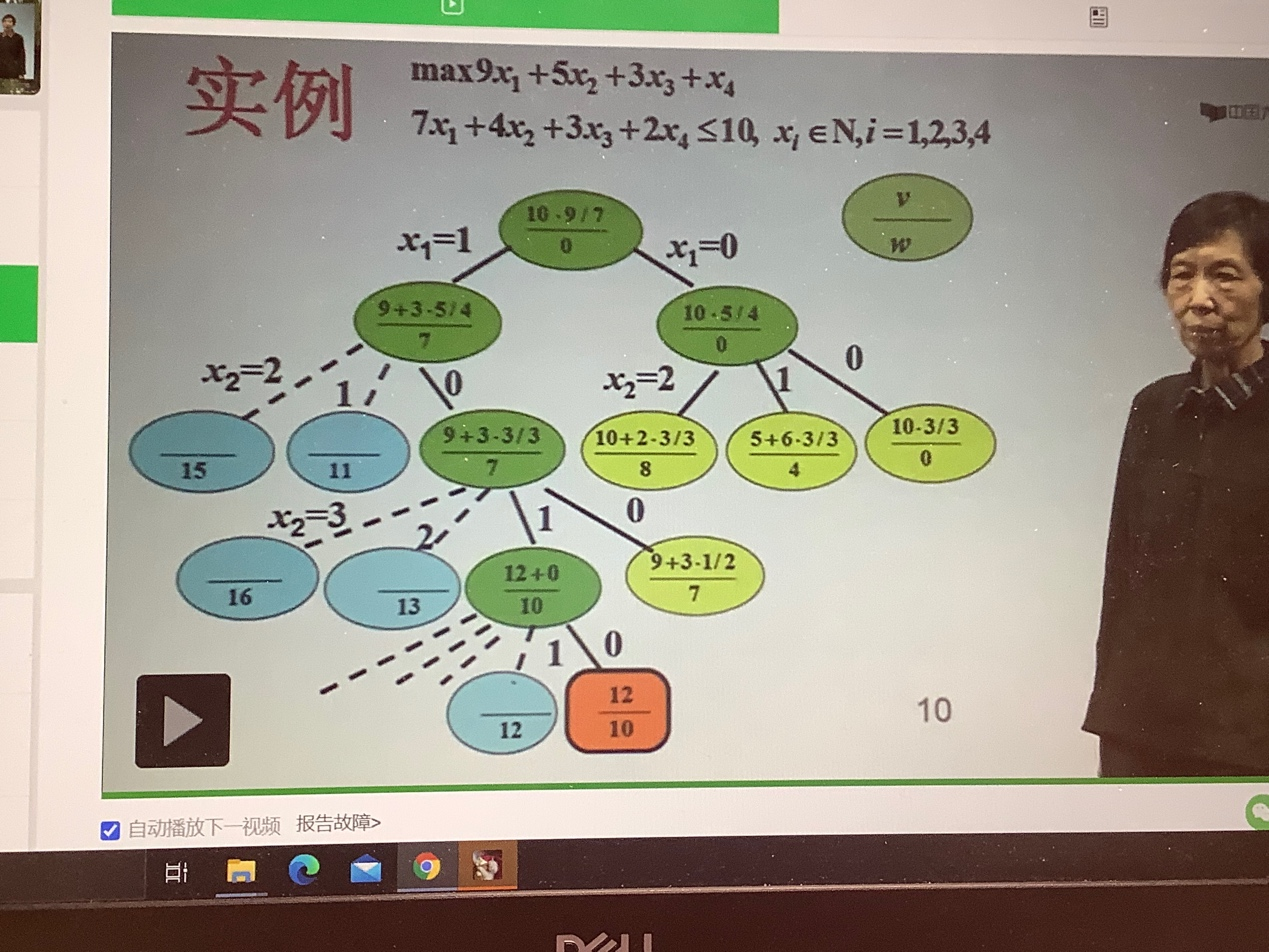 实例
max9x₁+5x₂+3x₃+x₄
7x₁+4x₂+3x₃+2x₄≤10, xᵢ∈N,i=1,2,3,4
中国
10·9/7
0
v
w
x₁=1
x₁=0
9+3·5/4
7
10·5/4
0
x₂=2
1
0
x₂=2
1
0
15
11
9+3·3/3
7
10+2·3/3
8
5+6·3/3
4
10·3/3
0
x₂=3
2
1
0
16
13
12+0
10
9+3·1/2
7
1
0
12
12
10
10
自动播放下一视频 报告故障>
DELL